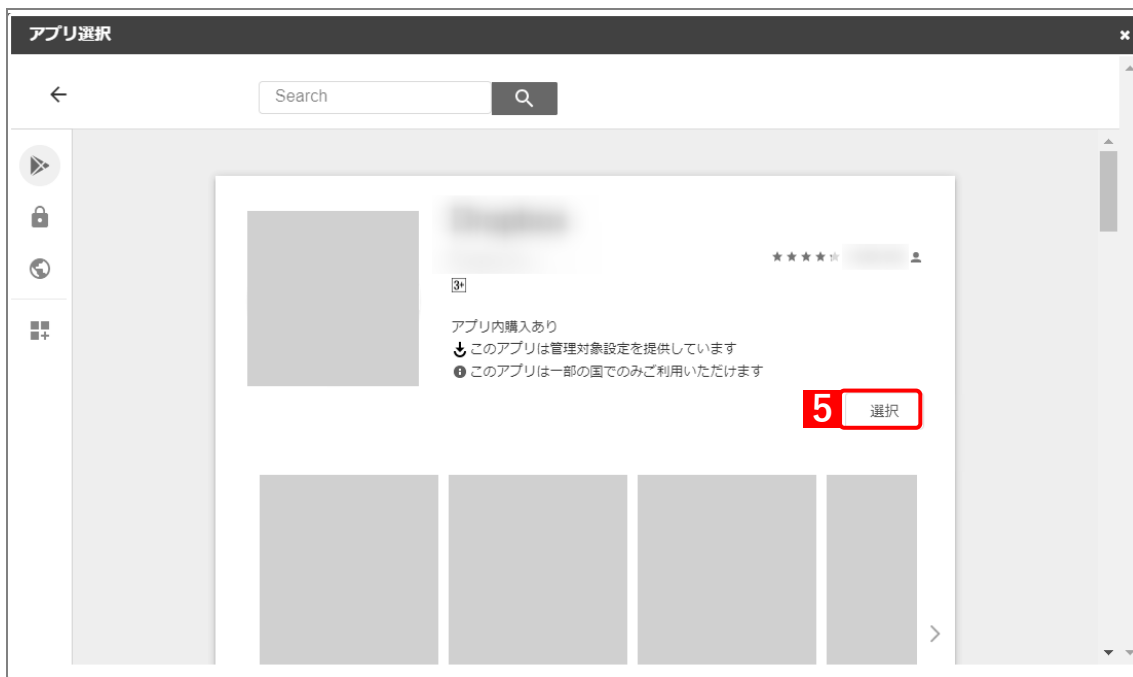 アプリ選択
Search
3+
アプリ内購入あり
このアプリは管理対象設定を提供しています
このアプリは一部の国でのみご利用いただけます
5 選択